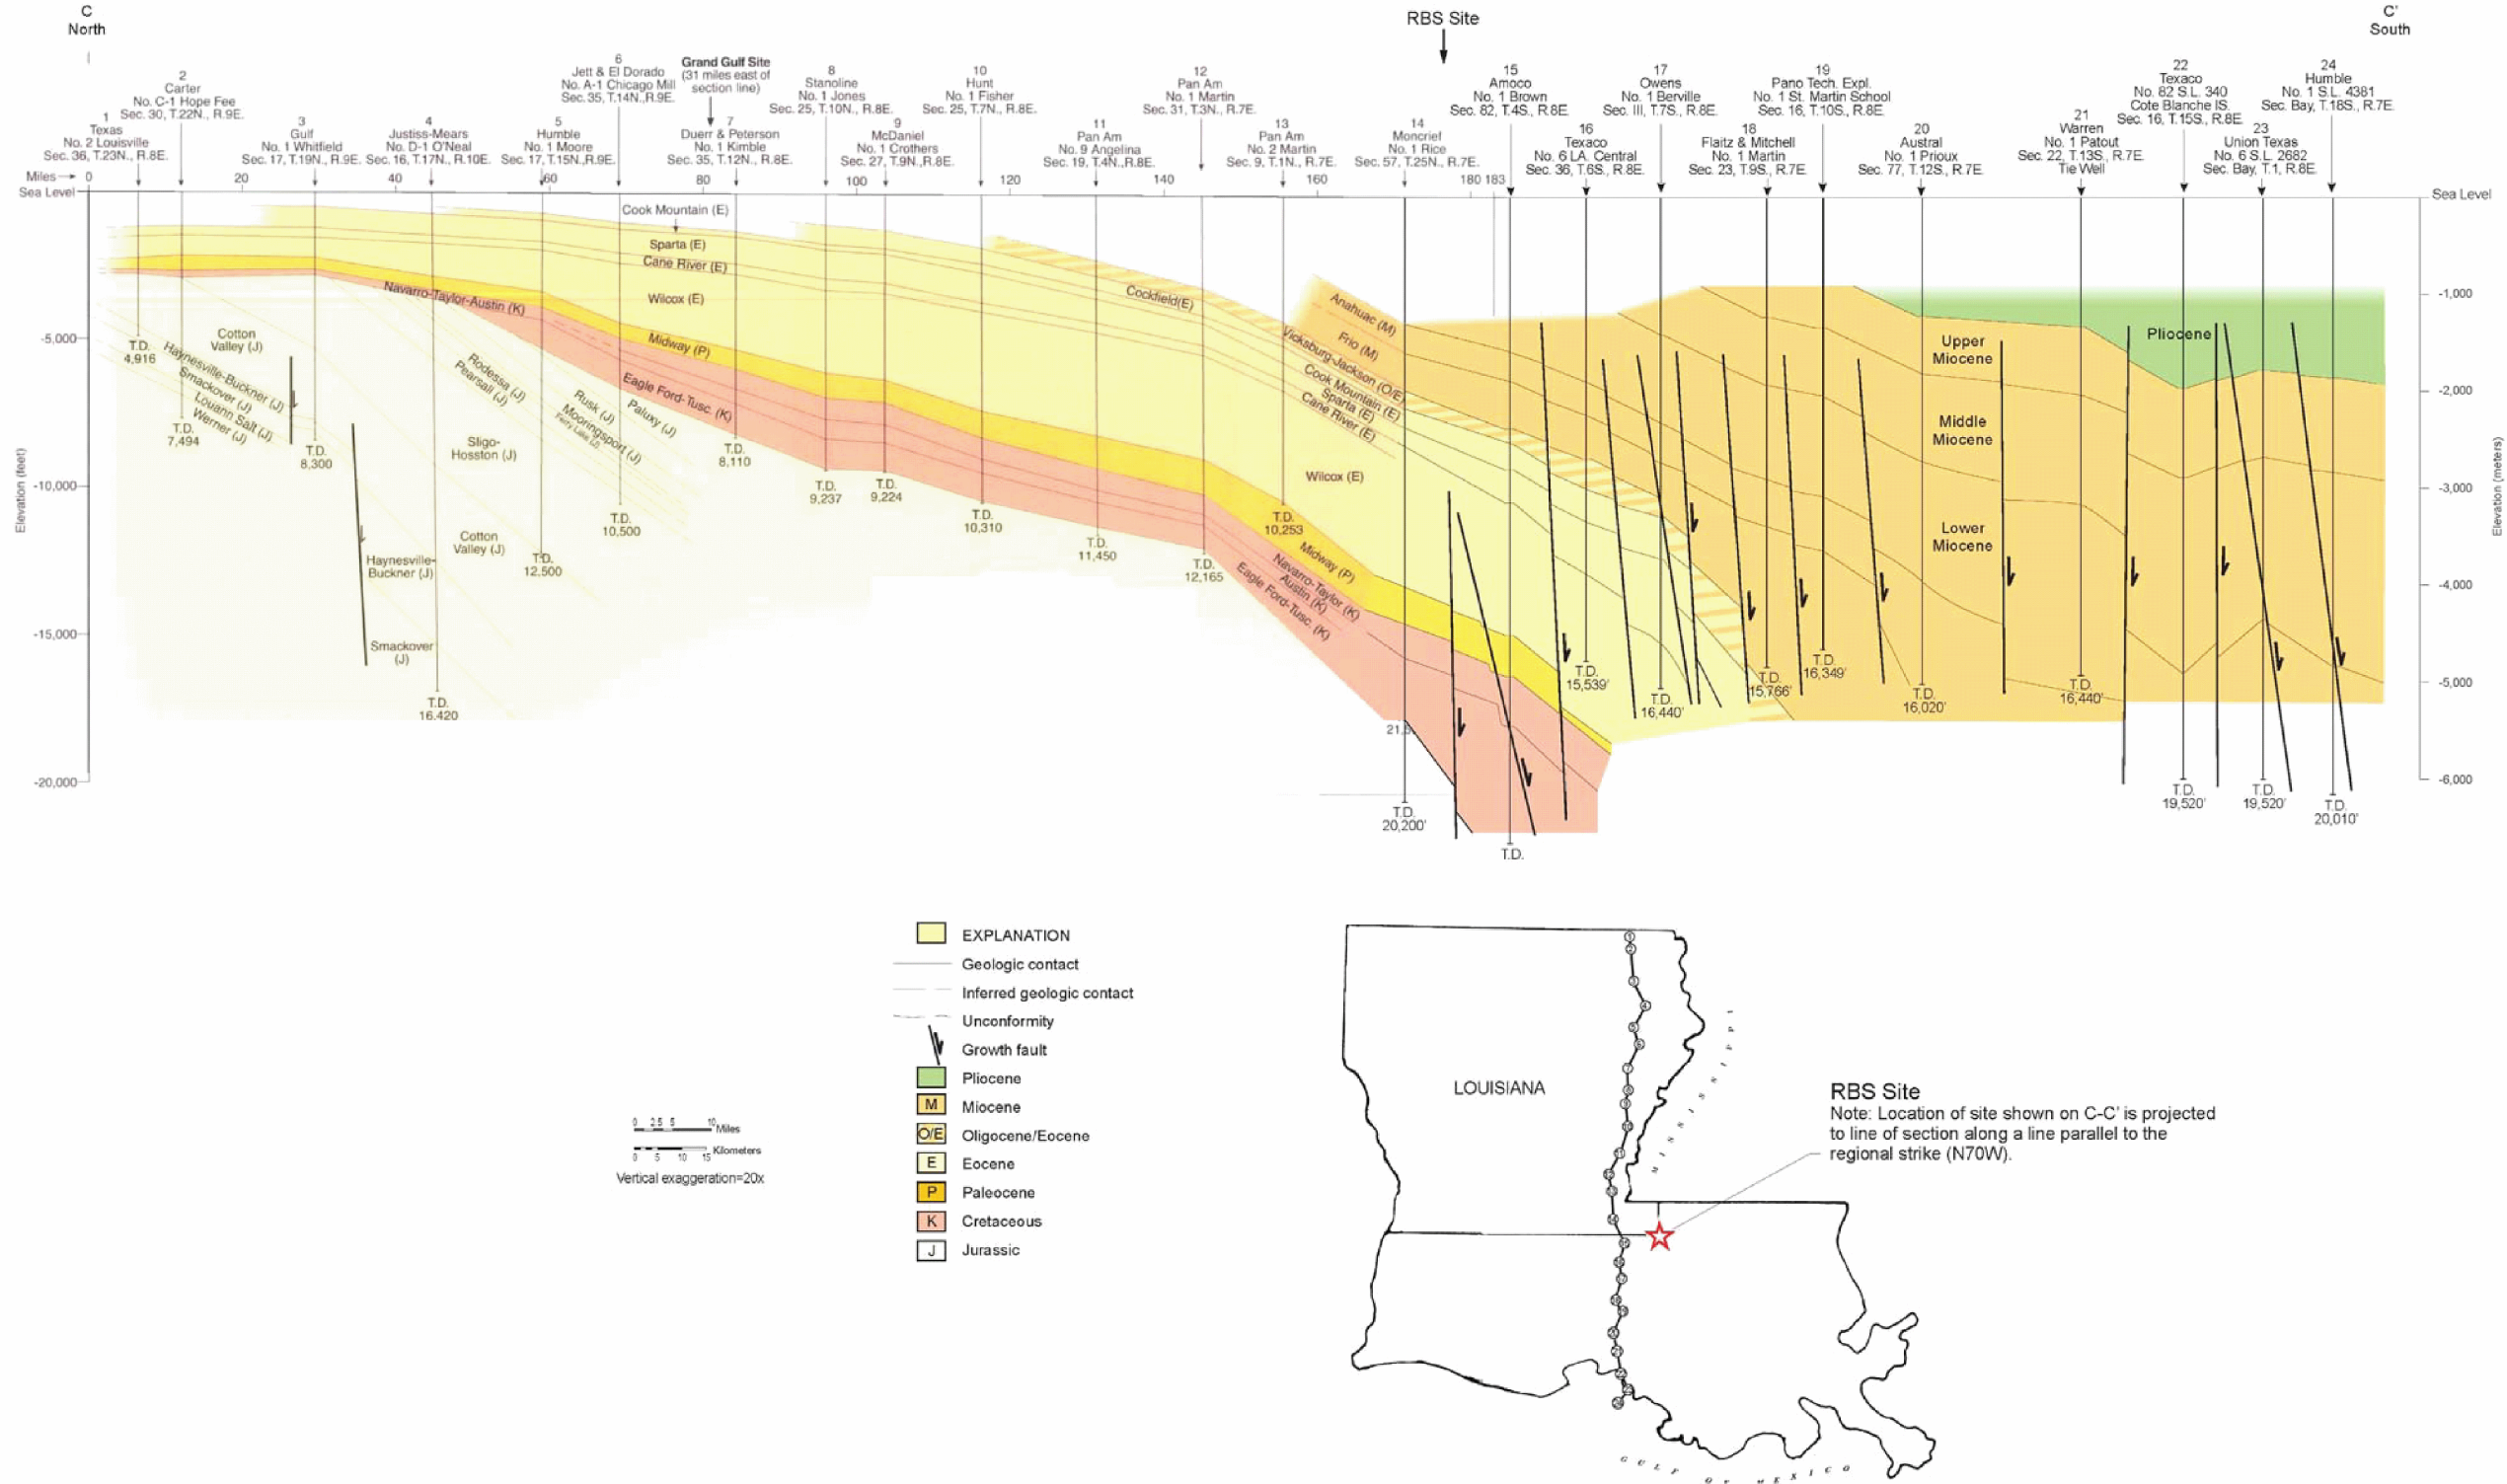 C
North
RBS Site
C'
South
1
Texas
No. 2 Louisville
Sec. 36, T.23N., R.8E.
2
Carter
No. C-1 Hope Fee
Sec. 30, T.22N., R.9E.
3
Gulf
No. 1 Whitfield
Sec. 17, T.19N., R.9E.
4
Justiss-Mears
No. D-1 O'Neal
Sec. 16, T.17N., R.10E.
5
Humble
No. 1 Moore
Sec. 17, T.15N.,R.9E.
6
Jett & El Dorado
No. A-1 Chicago Mill
Sec. 35, T.14N.,R.9E.
Grand Gulf Site
(31 miles east of
section line)
7
Duerr & Peterson
No. 1 Kimble
Sec. 35, T.12N., R.8E.
8
Stanoline
No. 1 Jones
Sec. 25, T.10N., R.8E.
9
McDaniel
No. 1 Crothers
Sec. 27, T.9N.,R.8E.
10
Hunt
No. 1 Fisher
Sec. 25, T.7N., R.8E.
11
Pan Am
No. 9 Angelina
Sec. 19, T.4N.,R.8E.
12
Pan Am
No. 1 Martin
Sec. 31, T.3N., R.7E.
13
Pan Am
No. 2 Martin
Sec. 9, T.1N., R.7E.
14
Moncrief
No. 1 Rice
Sec. 57, T.25N., R.7E.
15
Amoco
No. 1 Brown
Sec. 82, T.4S., R.8E.
16
Texaco
No. 6 LA. Central
Sec. 36, T.6S., R.8E.
17
Owens
No. 1 Berville
Sec. III, T.7S., R.8E.
18
Flaitz & Mitchell
No. 1 Martin
Sec. 23, T.9S., R.7E.
19
Pano Tech. Expl.
No. 1 St. Martin School
Sec. 16, T.10S., R.8E.
20
Austral
No. 1 Prioux
Sec. 77, T.12S., R.7E.
21
Warren
No. 1 Patout
Sec. 22, T.13S., R.7E.
Tie Well
22
Texaco
No. 82 S.L. 340
Cote Blanche IS.
Sec. 16, T.15S., R.8E.
23
Union Texas
No. 6 S.L. 2682
Sec. Bay, T.1, R.8E.
24
Humble
No. 1 S.L. 4381
Sec. Bay, T.18S., R.7E.
Miles 0 20 40 60 80 100 120 140 160 180 183
Sea Level
Sea Level
Elevation (feet)
-5,000
-10,000
-15,000
-20,000
Elevation (meters)
-1,000
-2,000
-3,000
-4,000
-5,000
-6,000
Cook Mountain (E)
Sparta (E)
Cane River (E)
Wilcox (E)
Midway (P)
Navarro-Taylor-Austin (K)
Eagle Ford-Tusc. (K)
Cotton
Valley (J)
Haynesville-Buckner (J)
Smackover (J)
Louann Salt (J)
Werner (J)
Rodessa (J)
Pearsall (J)
Rusk (J)
Mooringsport (J)
Ferry Lake (J)
Paluxy (J)
Sligo-
Hosston (J)
Cotton
Valley (J)
Haynesville-
Buckner (J)
Smackover
(J)
T.D.
4,916
T.D.
7,494
T.D.
8,300
T.D.
16.420
T.D.
12,500
T.D.
10,500
T.D.
8,110
T.D.
9,237
T.D.
9,224
T.D.
10,310
T.D.
11,450
T.D.
12,165
T.D.
10,253
Cockfield(E)
Anahuac (M)
Frio (M)
Vicksburg-Jackson (O/E)
Cook Mountain (E)
Sparta (E)
Cane River (E)
Wilcox (E)
Midway (P)
Navarro-Taylor (K)
Austin (K)
Eagle Ford-Tusc. (K)
T.D.
20,200'
T.D.
T.D.
15,539'
T.D.
16,440'
T.D.
15,766'
T.D.
16,349'
T.D.
16,020'
T.D.
16,440'
T.D.
19,520'
T.D.
19,520'
T.D.
20,010'
Upper
Miocene
Middle
Miocene
Lower
Miocene
Pliocene
EXPLANATION
Geologic contact
Inferred geologic contact
Unconformity
Growth fault
Pliocene
M Miocene
O/E Oligocene/Eocene
E Eocene
P Paleocene
K Cretaceous
J Jurassic
0 2.5 5 10 Miles
0 5 10 15 Kilometers
Vertical exaggeration=20x
LOUISIANA
MISSISSIPPI
GULF OF MEXICO
RBS Site
Note: Location of site shown on C-C' is projected
to line of section along a line parallel to the
regional strike (N70W).